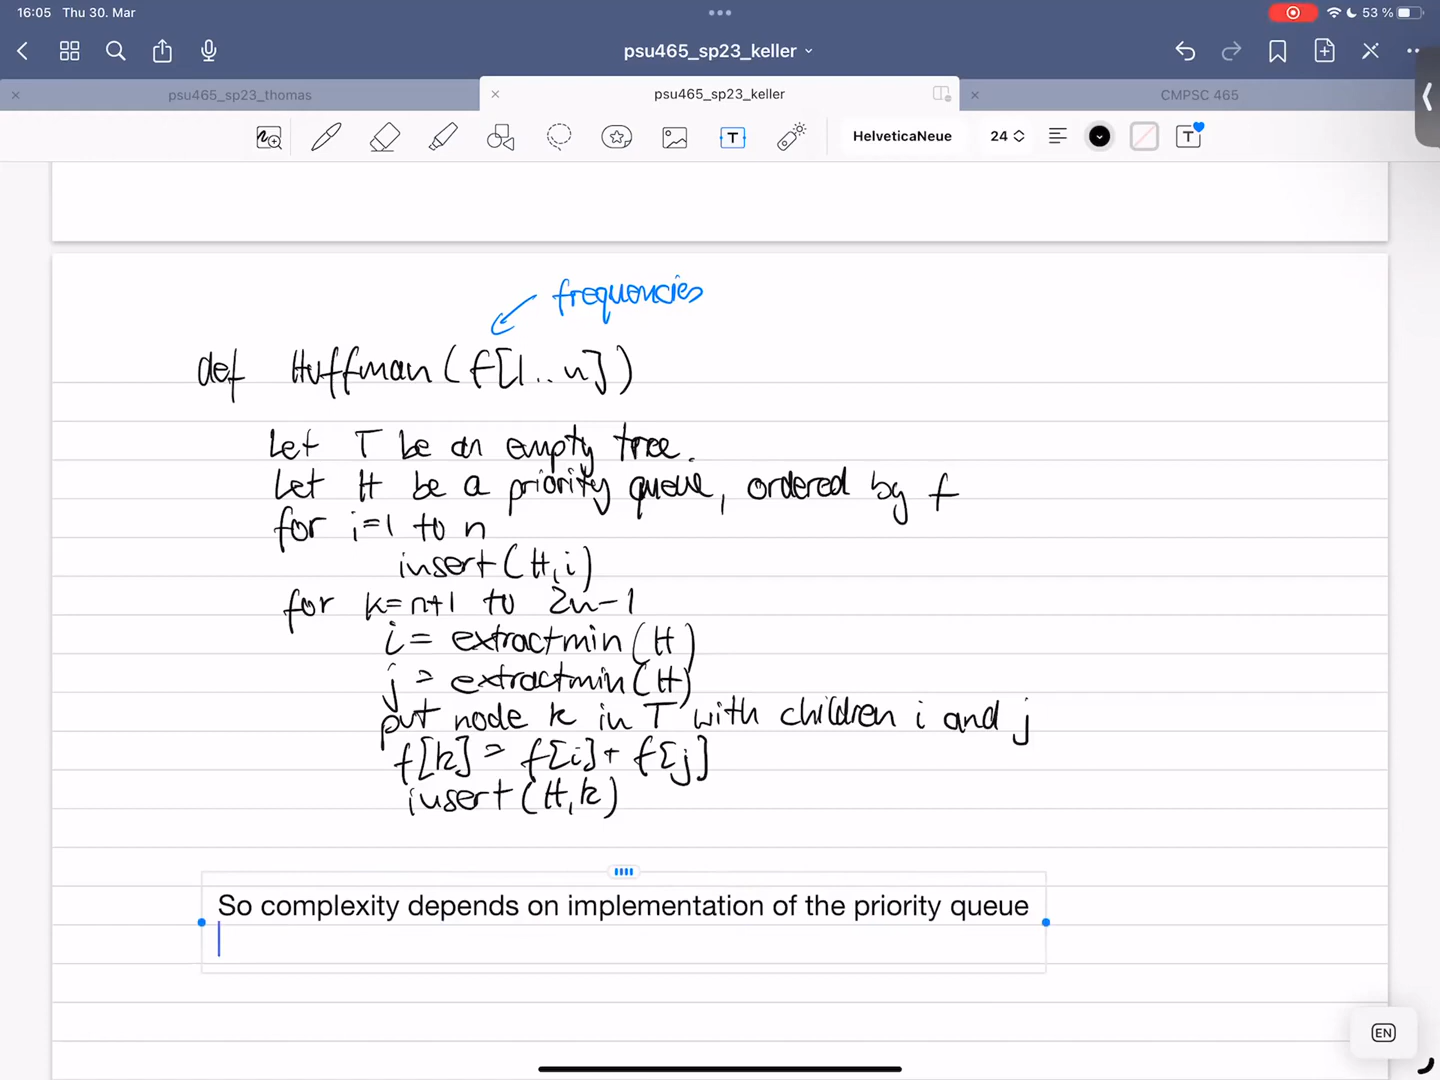 16:05 Thu 30. Mar
53 %
psu465_sp23_keller
psu465_sp23_thomas
psu465_sp23_keller
CMPSC 465
T
HelveticaNeue
24
T
frequencies
def Huffman(f[1..n])
Let T be an empty tree.
Let H be a priority queue, ordered by f
for i=1 to n
insert(H,i)
for k=n+1 to 2n-1
i= extractmin(H)
j = extractmin(H)
put node k in T with children i and j
f[k] = f[i]+ f[j]
insert(H,k)
So complexity depends on implementation of the priority queue
EN